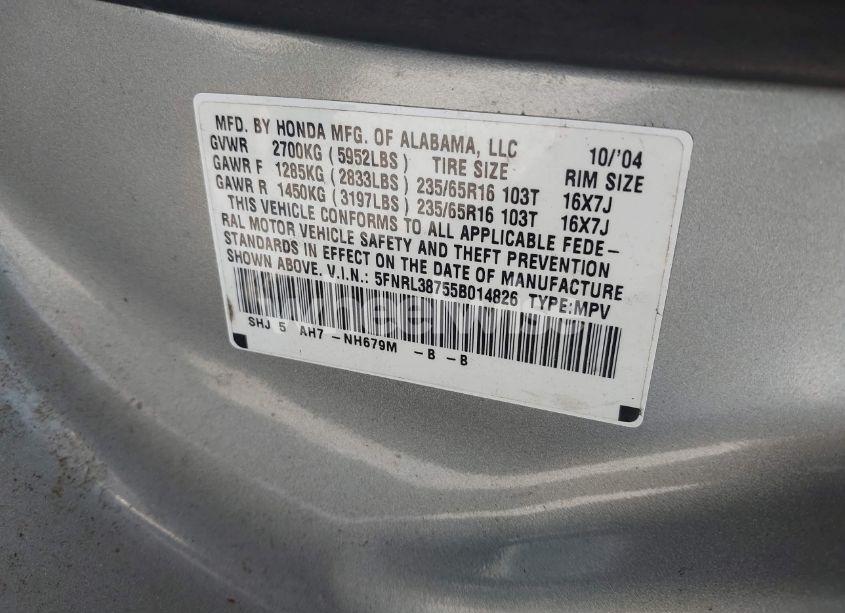 MFD. BY HONDA MFG. OF ALABAMA, LLC 10/'04
GVWR 2700KG ( 5952LBS ) TIRE SIZE RIM SIZE
GAWR F 1285KG ( 2833LBS ) 235/65R16 103T 16X7J
GAWR R 1450KG ( 3197LBS ) 235/65R16 103T 16X7J
THIS VEHICLE CONFORMS TO ALL APPLICABLE FEDE-
RAL MOTOR VEHICLE SAFETY AND THEFT PREVENTION
STANDARDS IN EFFECT ON THE DATE OF MANUFACTURE
SHOWN ABOVE. V.I.N.: 5FNRL38755B014826 TYPE:MPV
SHJ 5 AH7 -NH679M -B -B